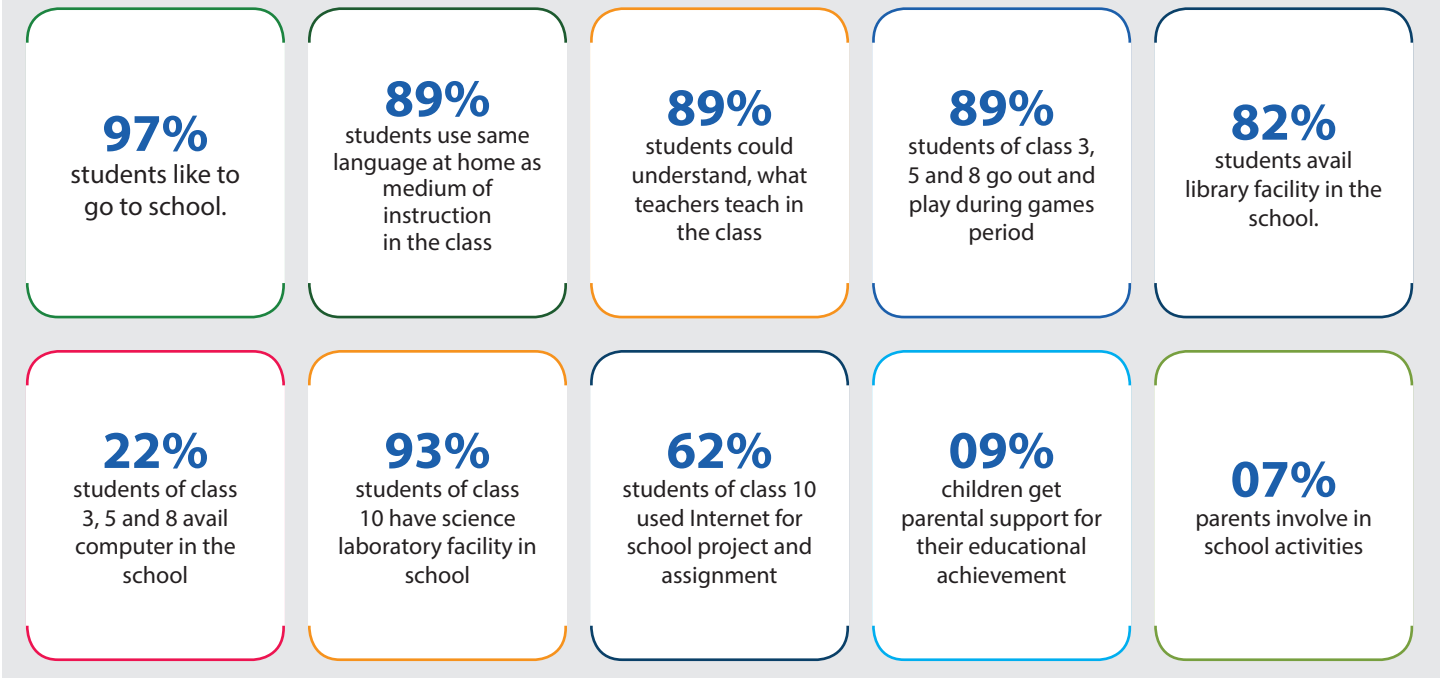 97%
students like to
go to school.
89%
students use same
language at home as
medium of
instruction
in the class
89%
students could
understand, what
teachers teach in
the class
89%
students of class 3,
5 and 8 go out and
play during games
period
82%
students avail
library facility in the
school.
22%
students of class
3, 5 and 8 avail
computer in the
school
93%
students of class
10 have science
laboratory facility in
school
62%
students of class 10
used Internet for
school project and
assignment
09%
children get
parental support for
their educational
achievement
07%
parents involve in
school activities